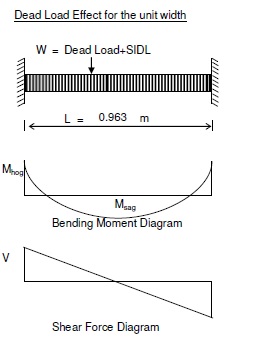 Dead Load Effect for the unit width
W = Dead Load+SIDL
L = 0.963 m
Mhog
Msag
Bending Moment Diagram
V
Shear Force Diagram